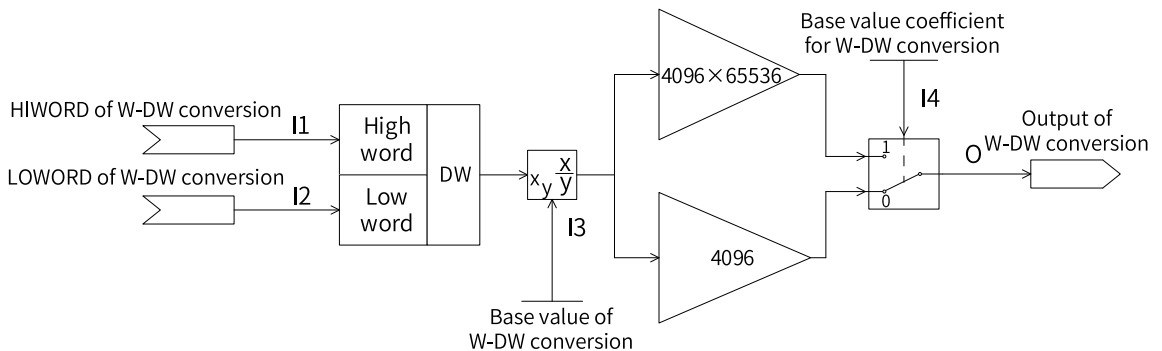 Base value coefficient
for W-DW conversion
4096×65536
I4
HIWORD of W-DW conversion
I1
High
word
DW
Low
word
LOWORD of W-DW conversion
I2
x
y
x
y
I3
Base value of
W-DW conversion
4096
1
0
O
Output of
W-DW conversion